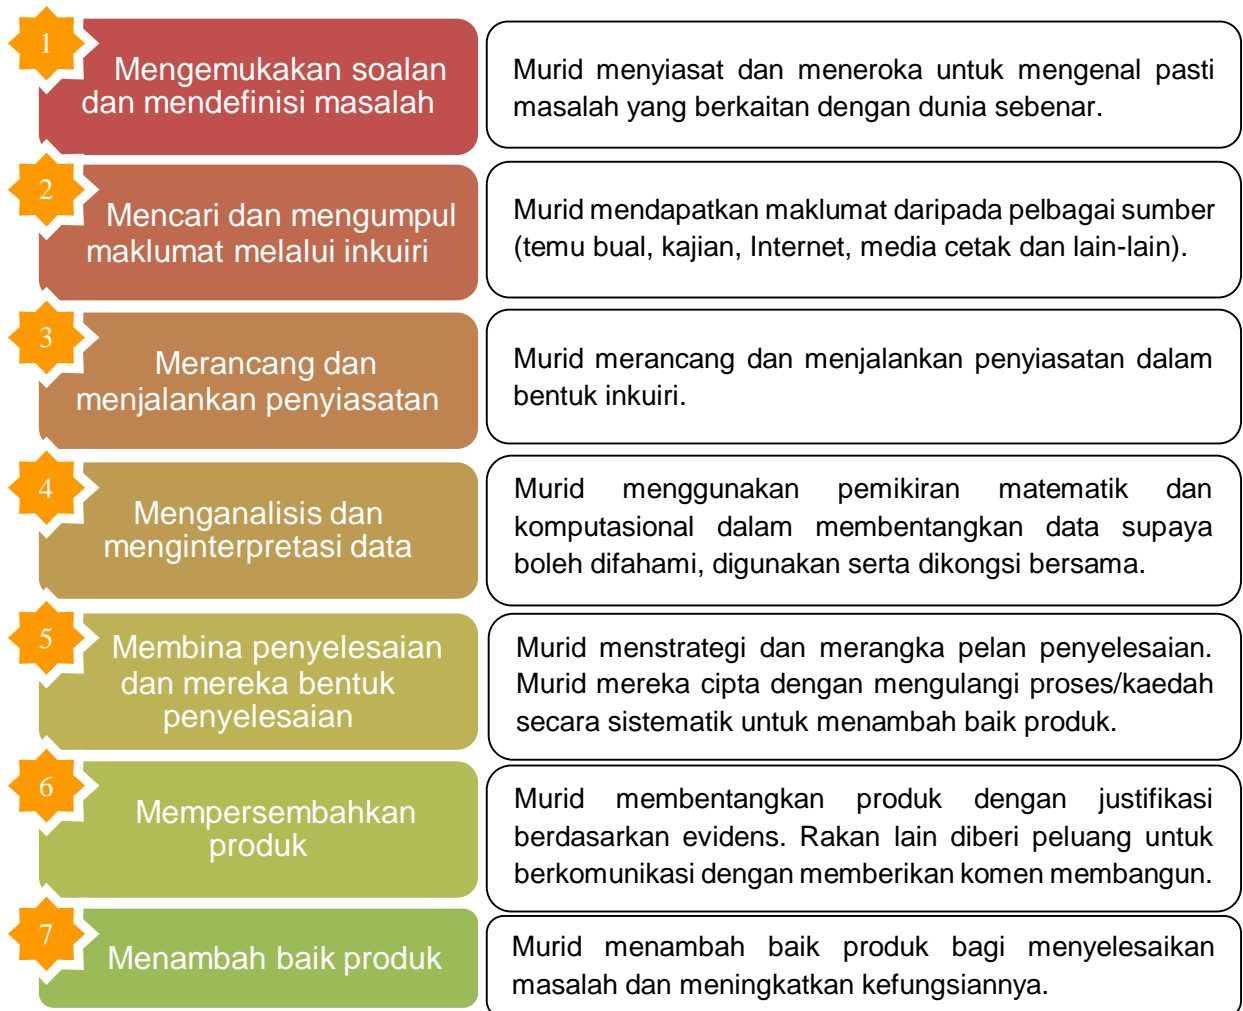 1
Mengemukakan soalan
dan mendefinisi masalah
Murid menyiasat dan meneroka untuk mengenal pasti
masalah yang berkaitan dengan dunia sebenar.
2
Mencari dan mengumpul
maklumat melalui inkuiri
Murid mendapatkan maklumat daripada pelbagai sumber
(temu bual, kajian, Internet, media cetak dan lain-lain).
3
Merancang dan
menjalankan penyiasatan
Murid merancang dan menjalankan penyiasatan dalam
bentuk inkuiri.
4
Menganalisis dan
menginterpretasi data
Murid menggunakan pemikiran matematik dan
komputasional dalam membentangkan data supaya
boleh difahami, digunakan serta dikongsi bersama.
5
Membina penyelesaian
dan mereka bentuk
penyelesaian
Murid menstrategi dan merangka pelan penyelesaian.
Murid mereka cipta dengan mengulangi proses/kaedah
secara sistematik untuk menambah baik produk.
6
Mempersembahkan
produk
Murid membentangkan produk dengan justifikasi
berdasarkan evidens. Rakan lain diberi peluang untuk
berkomunikasi dengan memberikan komen membangun.
7
Menambah baik produk
Murid menambah baik produk bagi menyelesaikan
masalah dan meningkatkan kefungsiannya.